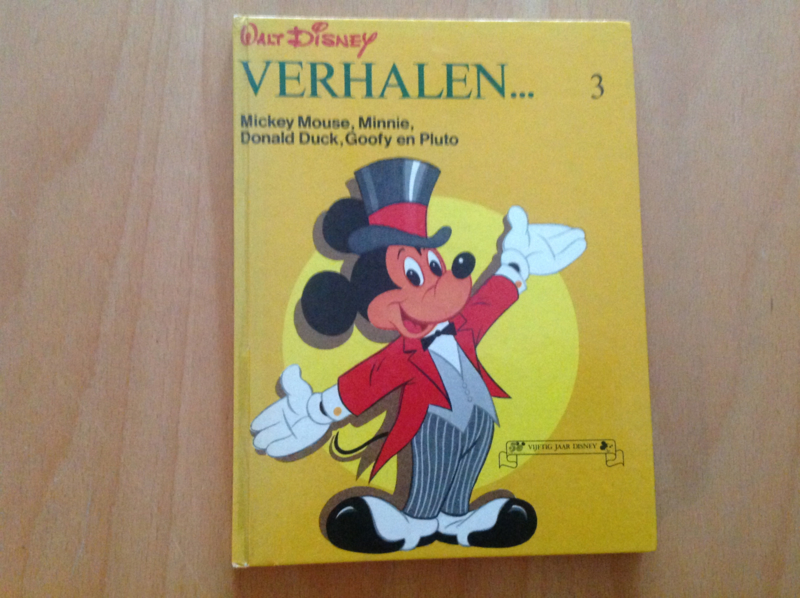 WALT DISNEY
VERHALEN... 3
Mickey Mouse, Minnie,
Donald Duck, Goofy en Pluto
VIJFTIG JAAR DISNEY